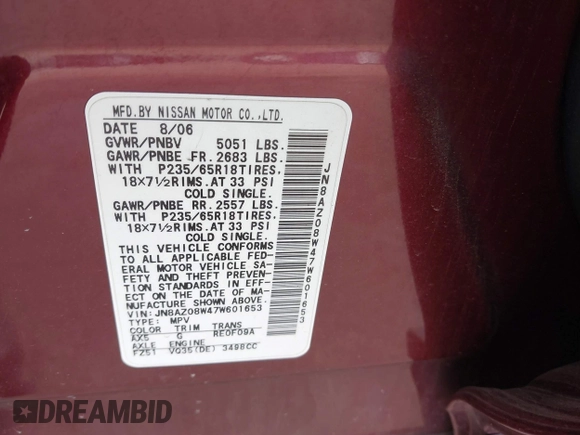 MFD.BY NISSAN MOTOR CO.,LTD.
DATE 8/06
GVWR/PNBV 5051 LBS.
GAWR/PNBE FR. 2683 LBS.
WITH P235/65R18TIRES.
18X7½RIMS.AT 33 PSI
COLD SINGLE.
GAWR/PNBE RR. 2557 LBS.
WITH P235/65R18TIRES.
18X7½RIMS.AT 33 PSI
COLD SINGLE.
THIS VEHICLE CONFORMS
TO ALL APPLICABLE FED-
ERAL MOTOR VEHICLE SA-
FETY AND THEFT PREVEN-
TION STANDARDS IN EFF-
ECT ON THE DATE OF MA-
NUFACTURE SHOWN ABOVE.
VIN: JN8AZ08W47W601653
TYPE: MPV
COLOR TRIM TRANS
AX5 G RE0F09A
AXLE ENGINE
FZ51 VQ35(DE) 3498CC
JN8AZ08W47W601653
DREAMBID